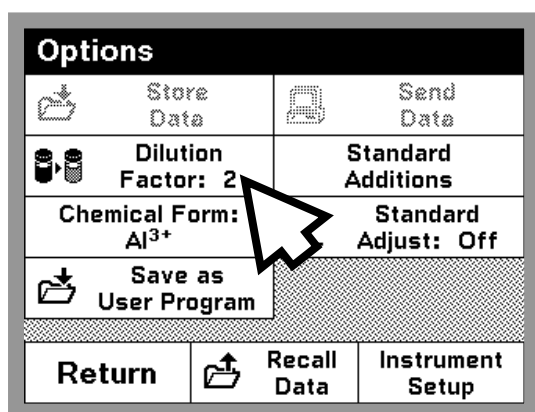 Options
Store
Data
Send
Data
Dilution
Factor: 2
Standard
Additions
Chemical Form:
Al³⁺
Standard
Adjust: Off
Save as
User Program
Return
Recall
Data
Instrument
Setup